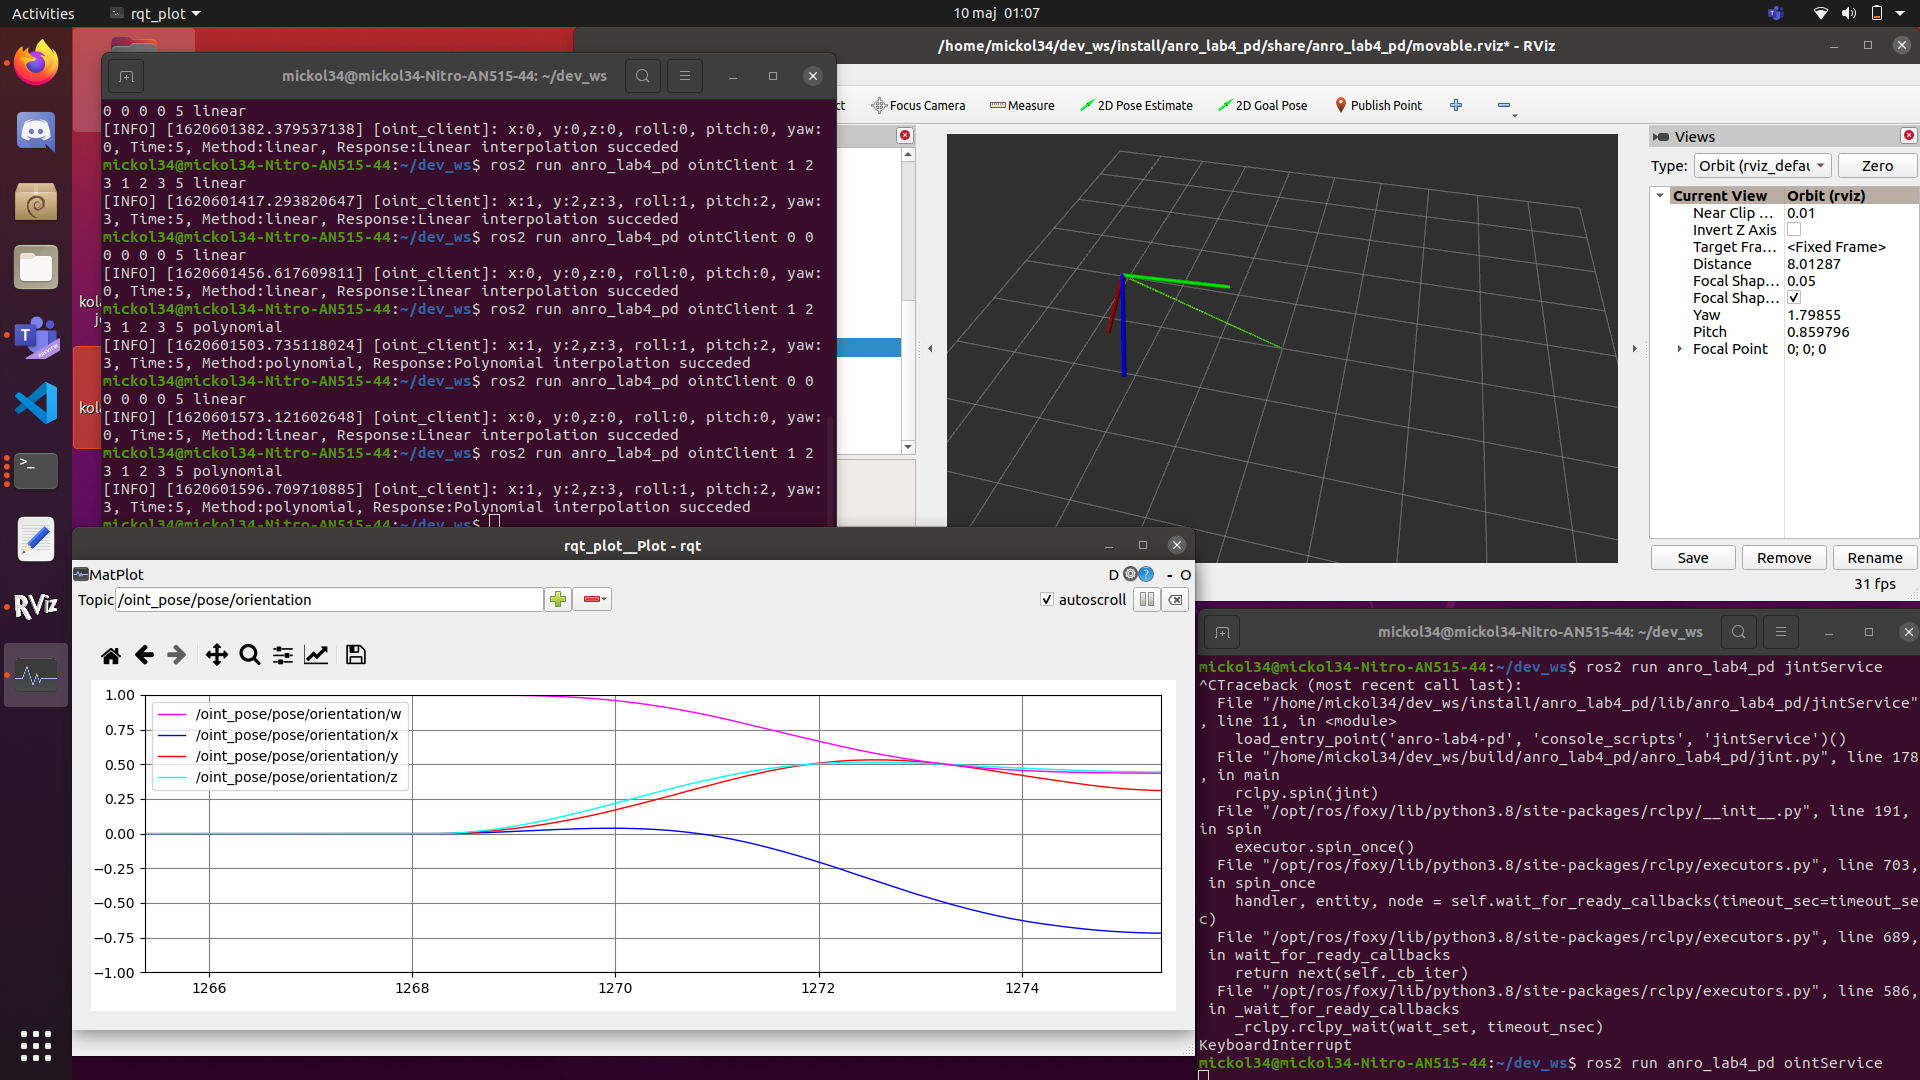 Activities
rqt_plot
10 maj  01:07
/home/mickol34/dev_ws/install/anro_lab4_pd/share/anro_lab4_pd/movable.rviz* - RViz
mickol34@mickol34-Nitro-AN515-44: ~/dev_ws
Focus Camera
Measure
2D Pose Estimate
2D Goal Pose
Publish Point
0 0 0 0 5 linear
[INFO] [1620601382.379537138] [oint_client]: x:0, y:0,z:0, roll:0, pitch:0, yaw:
0, Time:5, Method:linear, Response:Linear interpolation succeded
mickol34@mickol34-Nitro-AN515-44:~/dev_ws$ ros2 run anro_lab4_pd ointClient 1 2
3 1 2 3 5 linear
[INFO] [1620601417.293820647] [oint_client]: x:1, y:2,z:3, roll:1, pitch:2, yaw:
3, Time:5, Method:linear, Response:Linear interpolation succeded
mickol34@mickol34-Nitro-AN515-44:~/dev_ws$ ros2 run anro_lab4_pd ointClient 0 0
0 0 0 0 5 linear
[INFO] [1620601456.617609811] [oint_client]: x:0, y:0,z:0, roll:0, pitch:0, yaw:
0, Time:5, Method:linear, Response:Linear interpolation succeded
mickol34@mickol34-Nitro-AN515-44:~/dev_ws$ ros2 run anro_lab4_pd ointClient 1 2
3 1 2 3 5 polynomial
[INFO] [1620601503.735118024] [oint_client]: x:1, y:2,z:3, roll:1, pitch:2, yaw:
3, Time:5, Method:polynomial, Response:Polynomial interpolation succeded
mickol34@mickol34-Nitro-AN515-44:~/dev_ws$ ros2 run anro_lab4_pd ointClient 0 0
0 0 0 0 5 linear
[INFO] [1620601573.121602648] [oint_client]: x:0, y:0,z:0, roll:0, pitch:0, yaw:
0, Time:5, Method:linear, Response:Linear interpolation succeded
mickol34@mickol34-Nitro-AN515-44:~/dev_ws$ ros2 run anro_lab4_pd ointClient 1 2
3 1 2 3 5 polynomial
[INFO] [1620601596.709710885] [oint_client]: x:1, y:2,z:3, roll:1, pitch:2, yaw:
3, Time:5, Method:polynomial, Response:Polynomial interpolation succeded
mickol34@mickol34-Nitro-AN515-44:~/dev_ws$
Views
Type: Orbit (rviz_defau
Zero
Current View Orbit (rviz)
Near Clip ... 0.01
Invert Z Axis
Target Fra... <Fixed Frame>
Distance 8.01287
Focal Shap... 0.05
Focal Shap...
Yaw 1.79855
Pitch 0.859796
Focal Point 0; 0; 0
Save
Remove
Rename
31 fps
RViz
rqt_plot__Plot - rqt
MatPlot
D
- O
Topic /oint_pose/pose/orientation
autoscroll
/oint_pose/pose/orientation/w
/oint_pose/pose/orientation/x
/oint_pose/pose/orientation/y
/oint_pose/pose/orientation/z
1.00
0.75
0.50
0.25
0.00
−0.25
−0.50
−0.75
−1.00
1266
1268
1270
1272
1274
mickol34@mickol34-Nitro-AN515-44: ~/dev_ws
mickol34@mickol34-Nitro-AN515-44:~/dev_ws$ ros2 run anro_lab4_pd jintService
^CTraceback (most recent call last):
File "/home/mickol34/dev_ws/install/anro_lab4_pd/lib/anro_lab4_pd/jintService"
, line 11, in <module>
load_entry_point('anro-lab4-pd', 'console_scripts', 'jintService')()
File "/home/mickol34/dev_ws/build/anro_lab4_pd/anro_lab4_pd/jint.py", line 178
, in main
rclpy.spin(jint)
File "/opt/ros/foxy/lib/python3.8/site-packages/rclpy/__init__.py", line 191,
in spin
executor.spin_once()
File "/opt/ros/foxy/lib/python3.8/site-packages/rclpy/executors.py", line 703,
in spin_once
handler, entity, node = self.wait_for_ready_callbacks(timeout_sec=timeout_se
c)
File "/opt/ros/foxy/lib/python3.8/site-packages/rclpy/executors.py", line 689,
in wait_for_ready_callbacks
return next(self._cb_iter)
File "/opt/ros/foxy/lib/python3.8/site-packages/rclpy/executors.py", line 586,
in _wait_for_ready_callbacks
_rclpy.rclpy_wait(wait_set, timeout_nsec)
KeyboardInterrupt
mickol34@mickol34-Nitro-AN515-44:~/dev_ws$ ros2 run anro_lab4_pd ointService